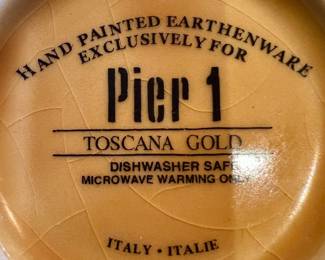 HAND PAINTED EARTHENWARE
EXCLUSIVELY FOR
Pier 1
TOSCANA GOLD
DISHWASHER SAFE
MICROWAVE WARMING ONLY
ITALY • ITALIE